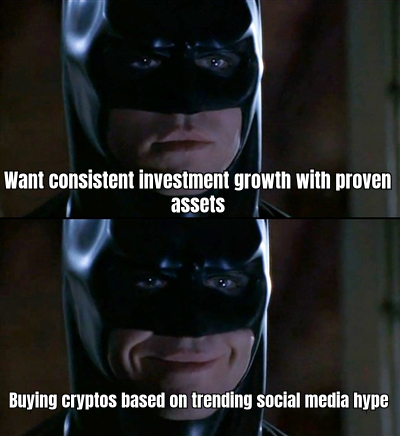 Want consistent investment growth with proven
assets
Buying cryptos based on trending social media hype